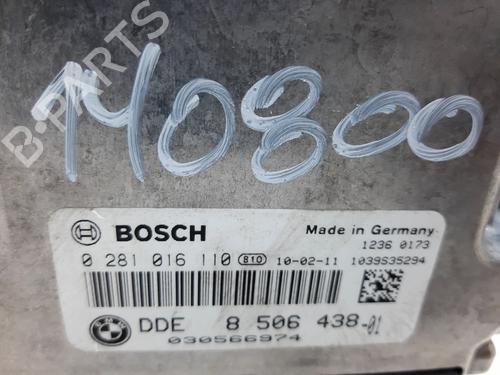 B-PARTS
140800
BOSCH
Made in Germany
1236 0173
0 281 016 110 810 10-02-11 1039S35294
BMW
DDE 8 506 438-01
030566974